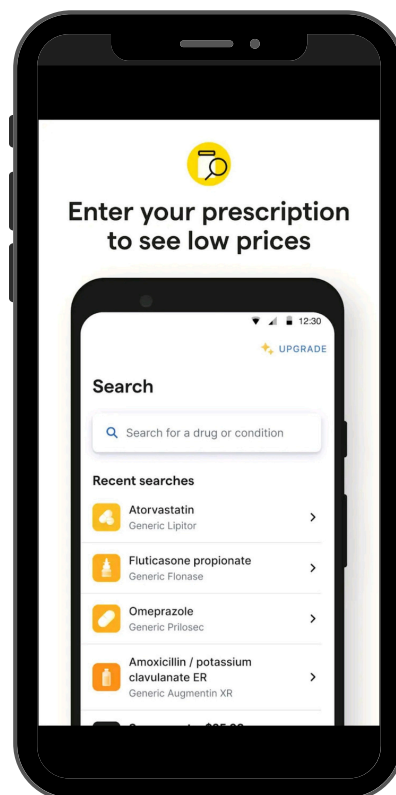 Enter your prescription
to see low prices
12:30
UPGRADE
Search
Search for a drug or condition
Recent searches
Atorvastatin
Generic Lipitor
Fluticasone propionate
Generic Flonase
Omeprazole
Generic Prilosec
Amoxicillin / potassium
clavulanate ER
Generic Augmentin XR